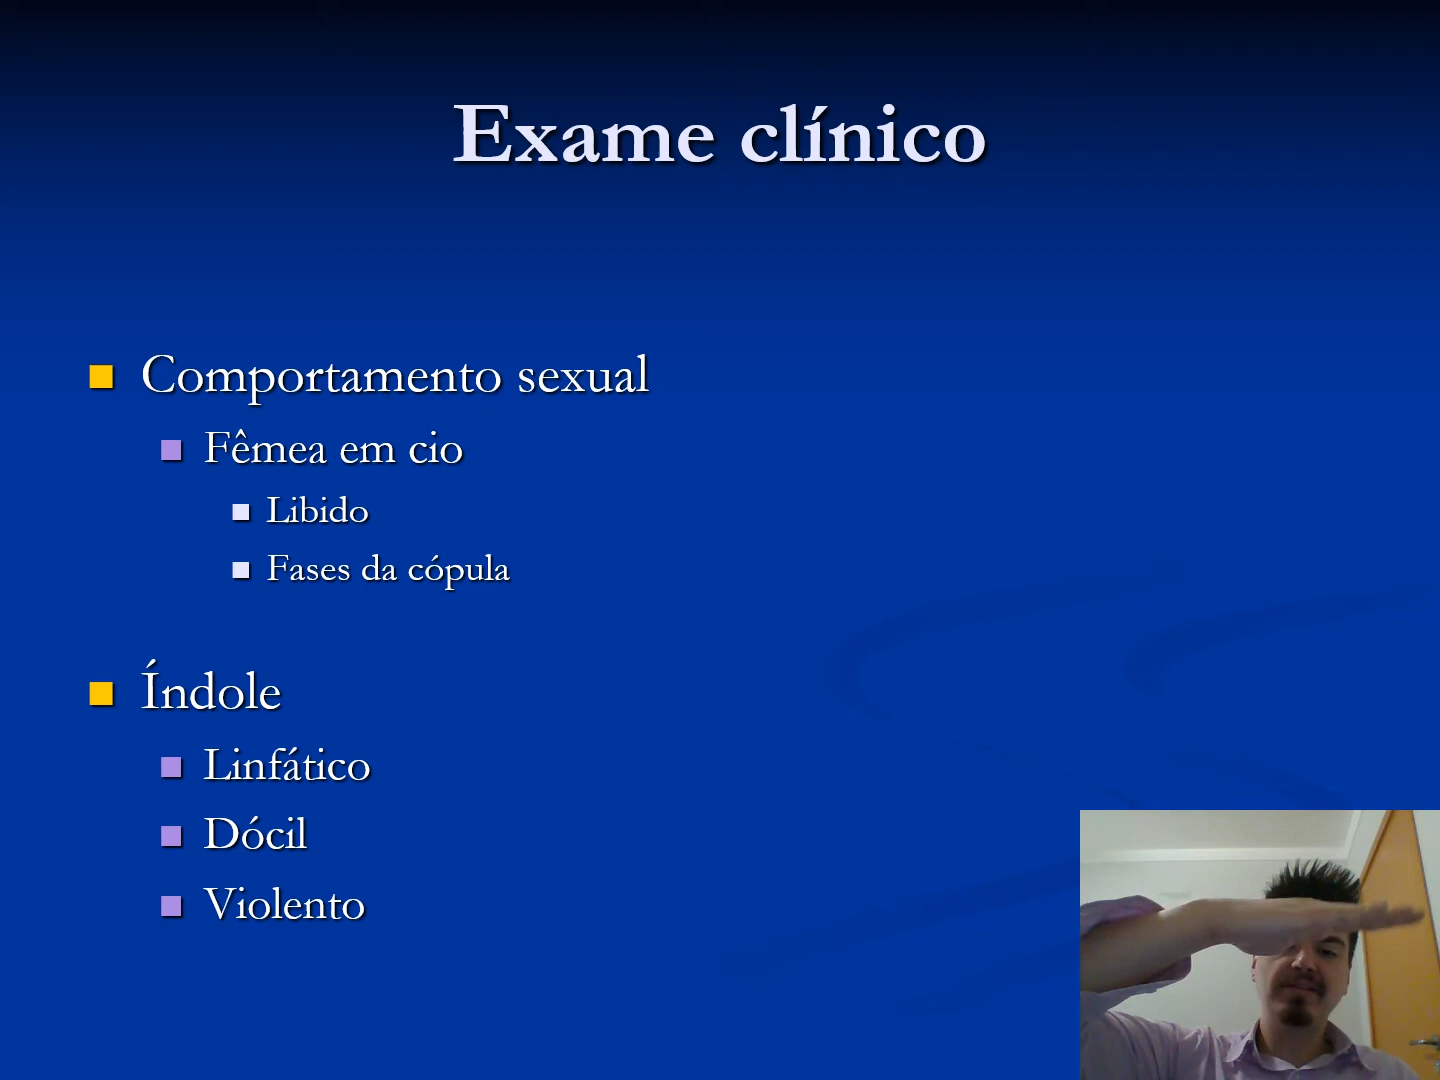 Exame clínico
Comportamento sexual
Fêmea em cio
Libido
Fases da cópula
Índole
Linfático
Dócil
Violento